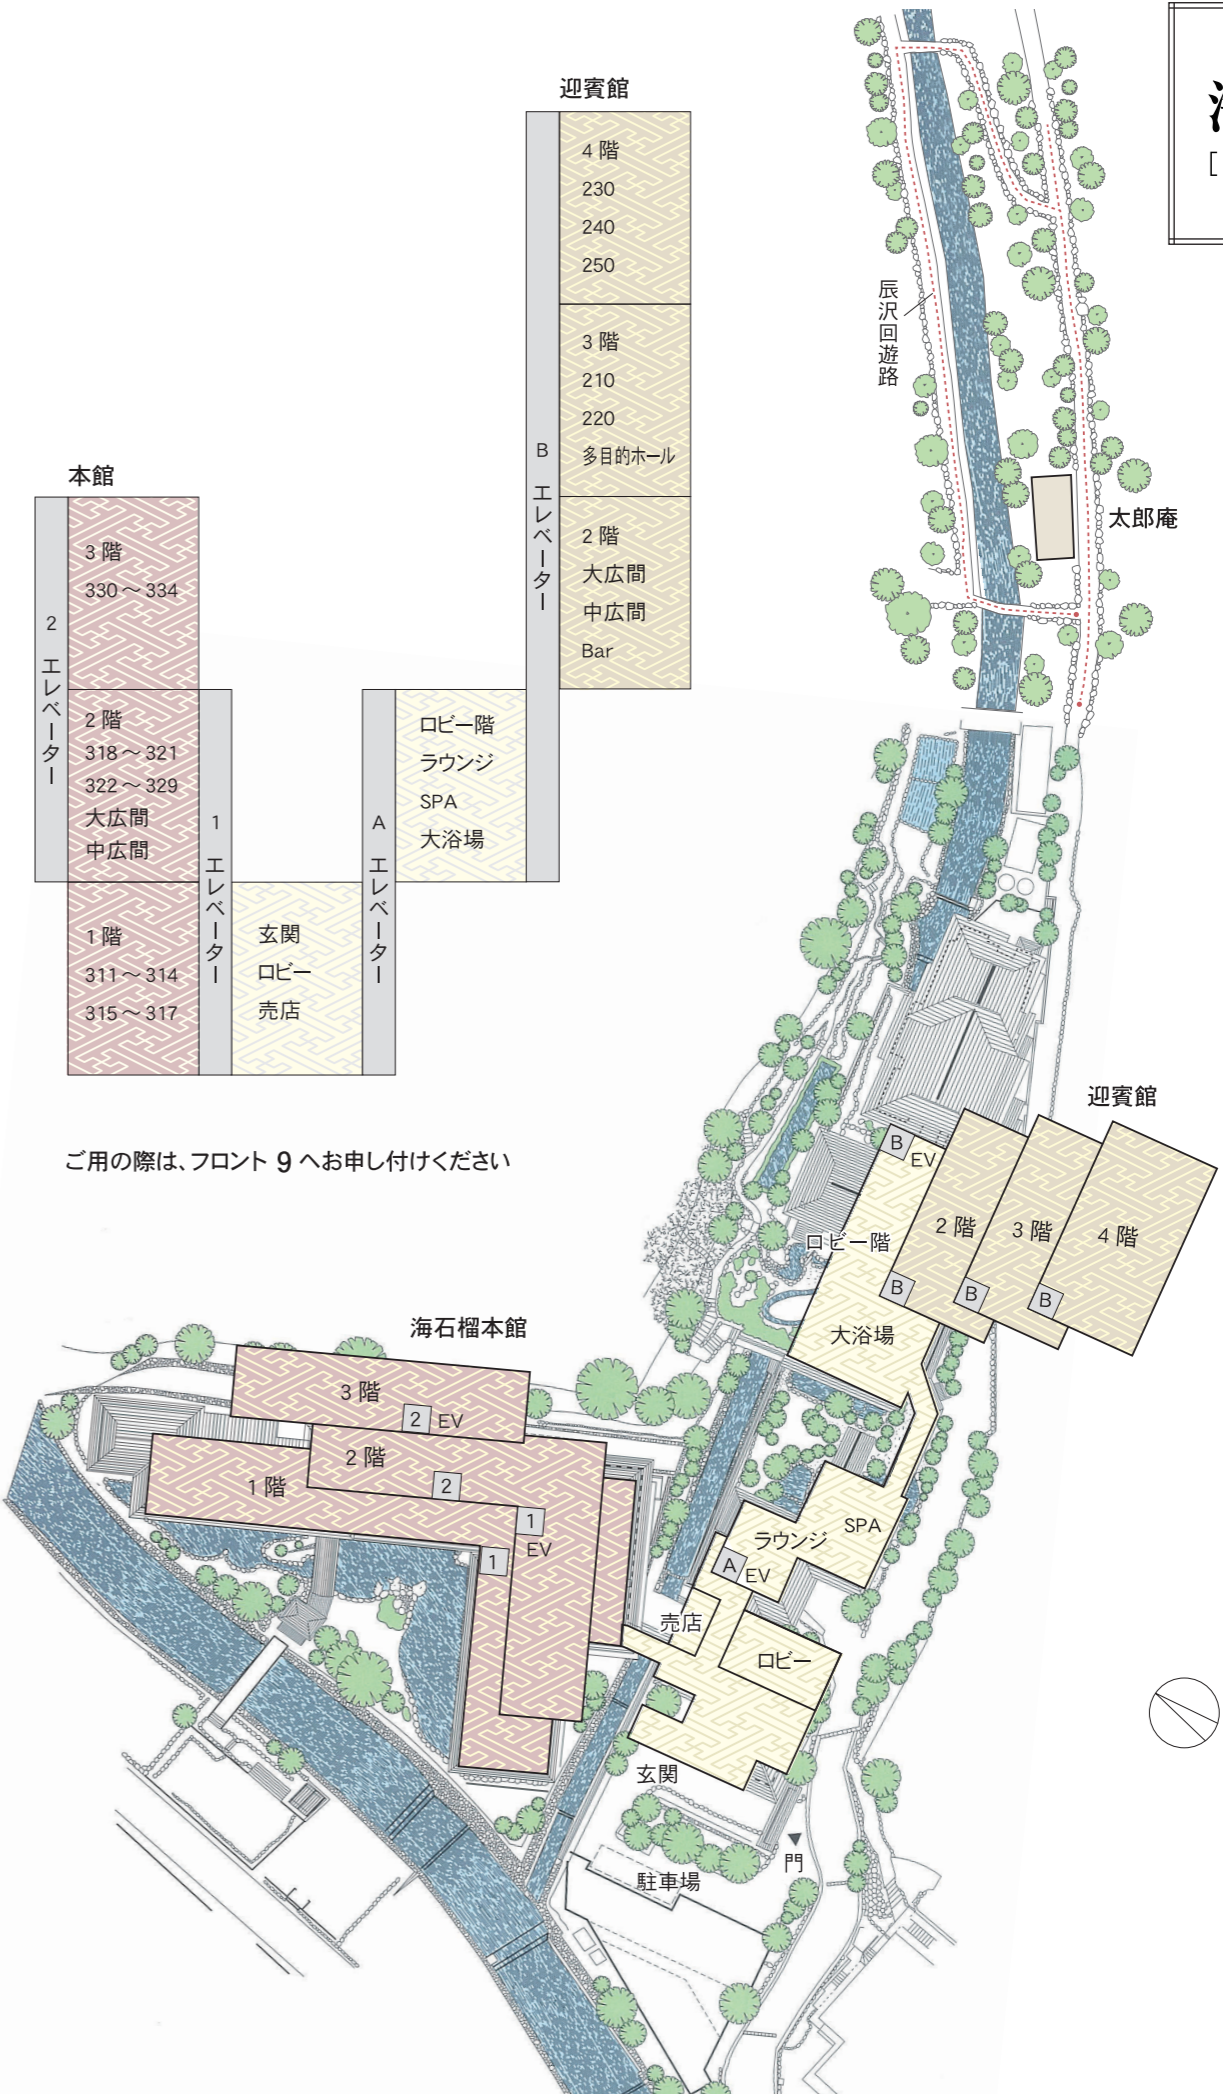 迎賓館
4 階
230
240
250
3 階
210
220
多目的ホール
2 階
大広間
中広間
Bar
B エレベーター
本館
3 階
330～334
2 階
318～321
322～329
大広間
中広間
1 階
311～314
315～317
2 エレベーター
1 エレベーター
玄関
ロビー
売店
A エレベーター
ロビー階
ラウンジ
SPA
大浴場
ご用の際は、フロント 9 へお申し付けください
辰沢回遊路
太郎庵
迎賓館
B
EV
2 階
3 階
4 階
ロビー階
B
B
B
大浴場
海石榴本館
3 階
2 EV
2 階
1 階
2
1
EV
1
ラウンジ
SPA
A EV
売店
ロビー
玄関
門
駐車場
[